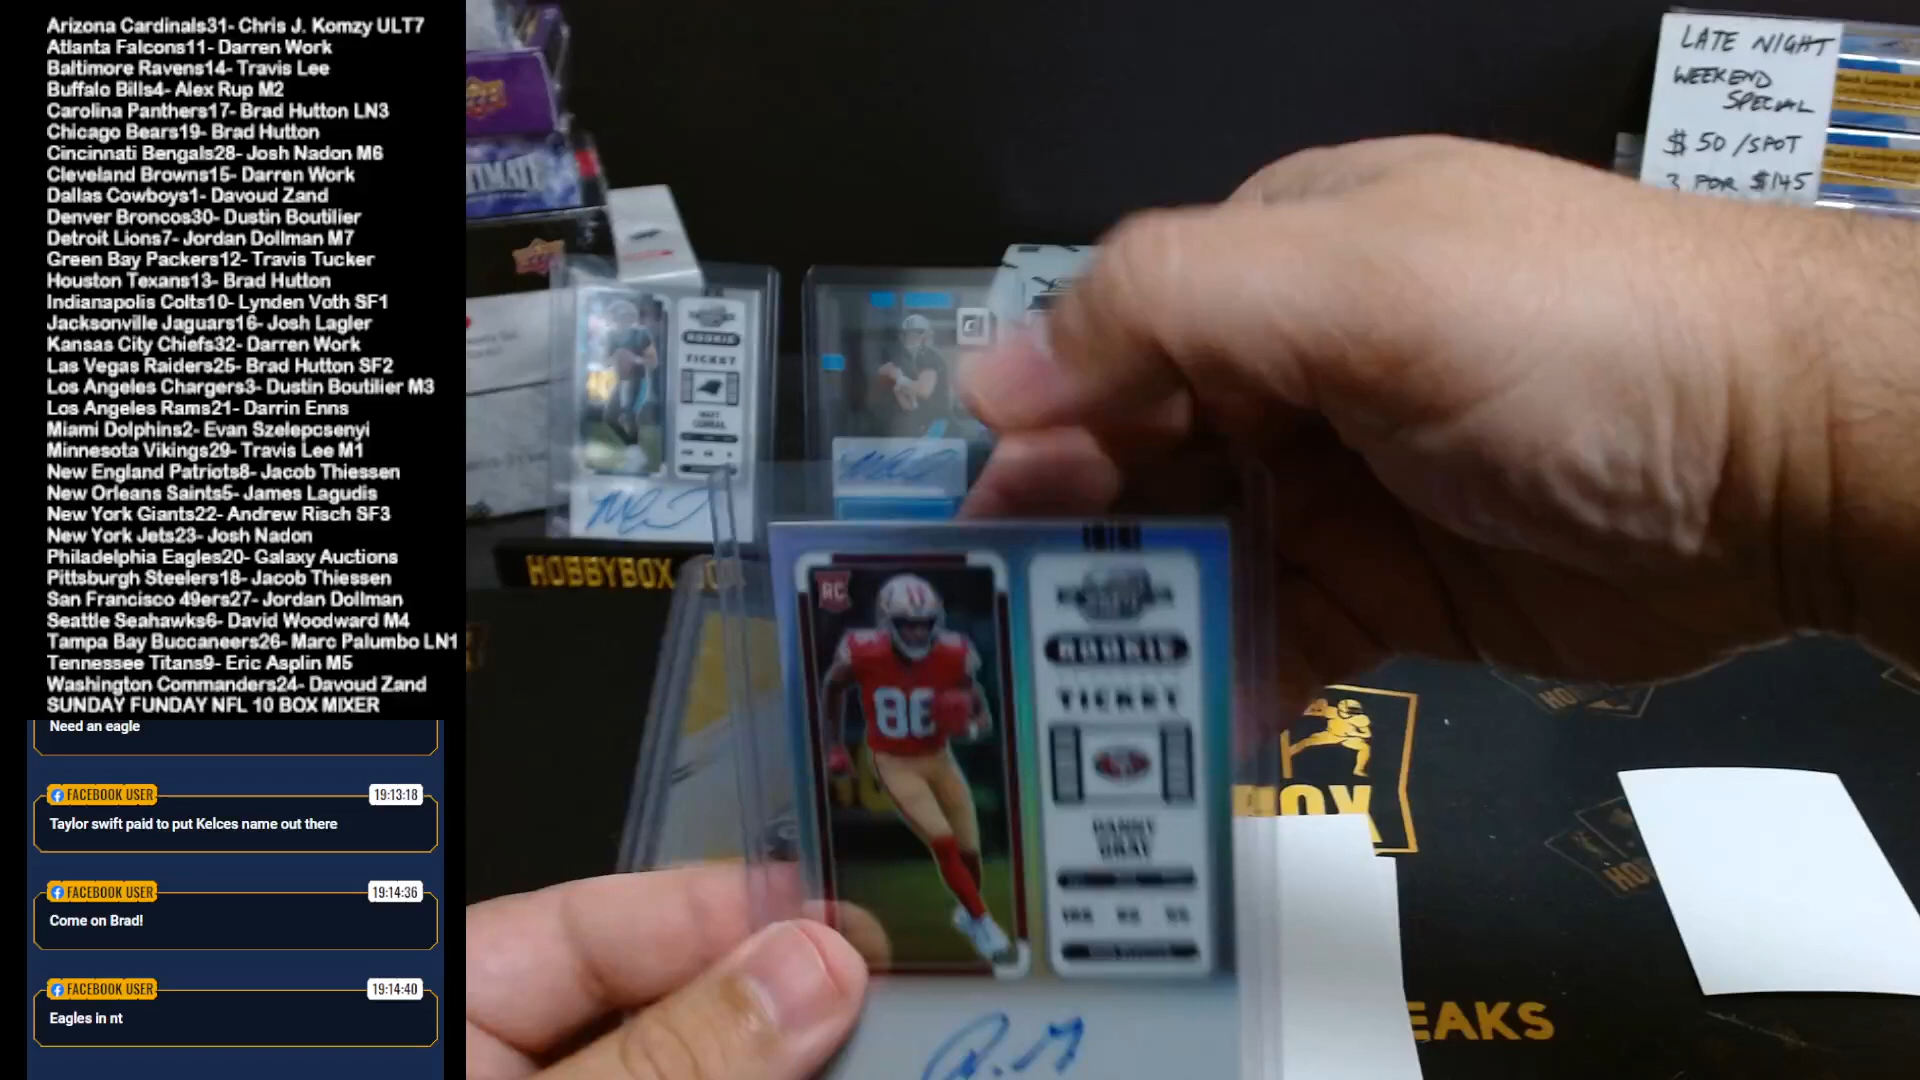 Arizona Cardinals31- Chris J. Komzy ULT7
Atlanta Falcons11- Darren Work
Baltimore Ravens14- Travis Lee
Buffalo Bills4- Alex Rup M2
Carolina Panthers17- Brad Hutton LN3
Chicago Bears19- Brad Hutton
Cincinnati Bengals28- Josh Nadon M6
Cleveland Browns15- Darren Work
Dallas Cowboys1- Davoud Zand
Denver Broncos30- Dustin Boutilier
Detroit Lions7- Jordan Dollman M7
Green Bay Packers12- Travis Tucker
Houston Texans13- Brad Hutton
Indianapolis Colts10- Lynden Voth SF1
Jacksonville Jaguars16- Josh Lagler
Kansas City Chiefs32- Darren Work
Las Vegas Raiders25- Brad Hutton SF2
Los Angeles Chargers3- Dustin Boutilier M3
Los Angeles Rams21- Darrin Enns
Miami Dolphins2- Evan Szelepcsenyi
Minnesota Vikings29- Travis Lee M1
New England Patriots8- Jacob Thiessen
New Orleans Saints5- James Lagudis
New York Giants22- Andrew Risch SF3
New York Jets23- Josh Nadon
Philadelphia Eagles20- Galaxy Auctions
Pittsburgh Steelers18- Jacob Thiessen
San Francisco 49ers27- Jordan Dollman
Seattle Seahawks6- David Woodward M4
Tampa Bay Buccaneers26- Marc Palumbo LN1
Tennessee Titans9- Eric Asplin M5
Washington Commanders24- Davoud Zand
SUNDAY FUNDAY NFL 10 BOX MIXER
Need an eagle
FACEBOOK USER 19:13:18
Taylor swift paid to put Kelces name out there
FACEBOOK USER 19:14:36
Come on Brad!
FACEBOOK USER 19:14:40
Eagles in nt
LATE NIGHT
WEEKEND
SPECIAL
$50/SPOT
3 FOR $145
ROOKIE
TICKET
MATT
CORRAL
HOBBYBOX
RC
86
ROOKIE
TICKET
DANNY
GRAY
BOX
EAKS